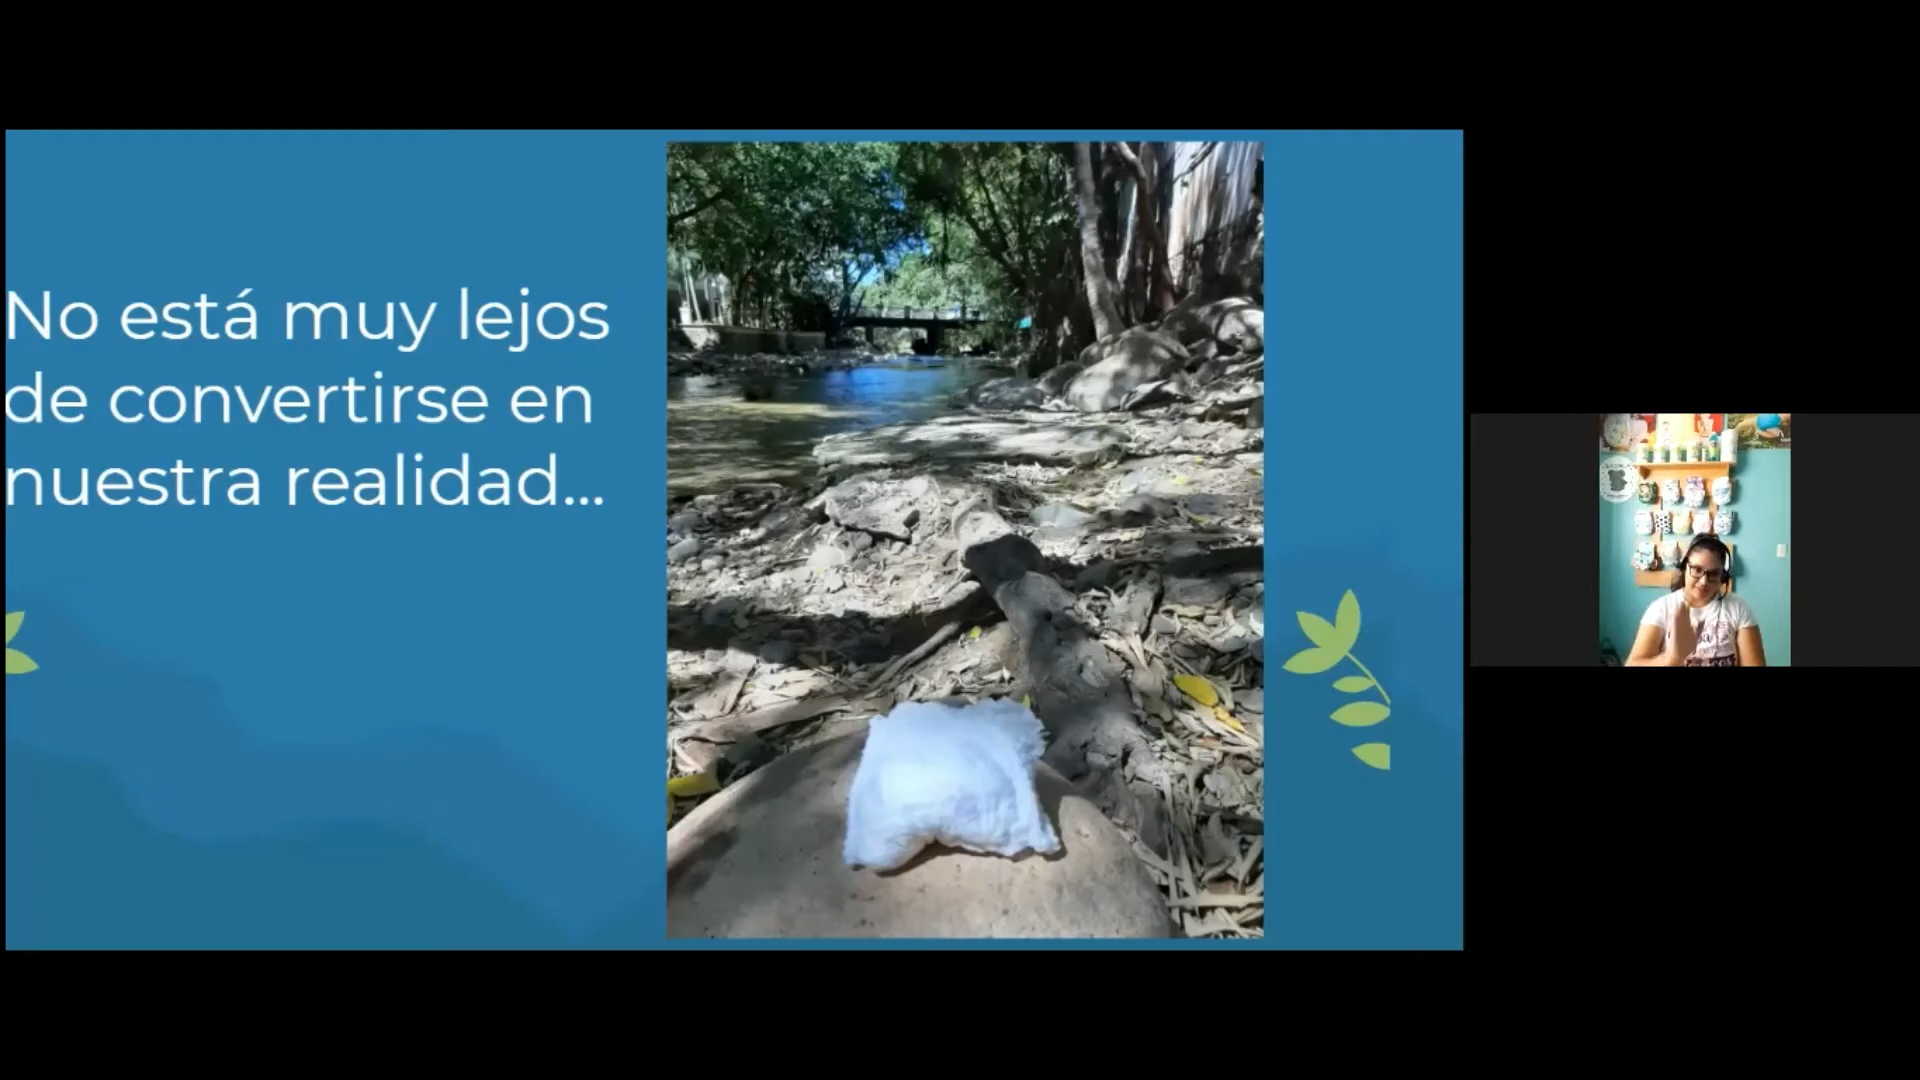 No está muy lejos
de convertirse en
nuestra realidad...